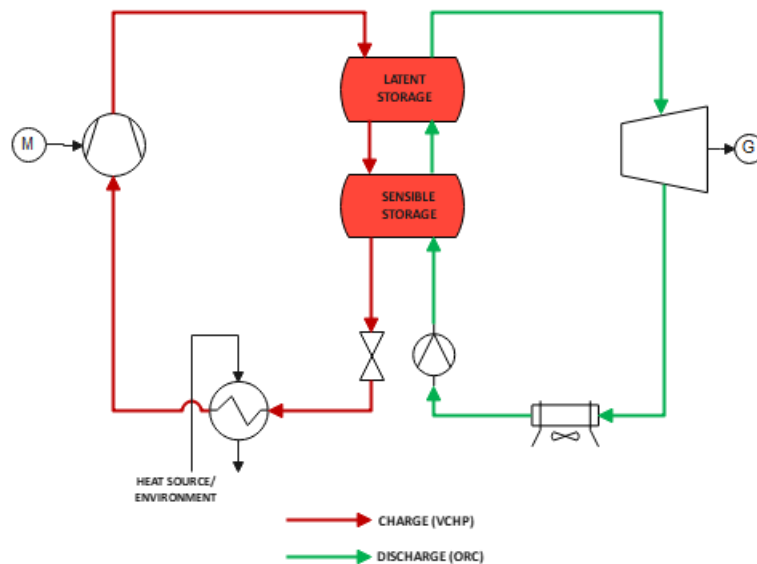 LATENT
STORAGE
M
G
SENSIBLE
STORAGE
HEAT SOURCE/
ENVIRONMENT
CHARGE (VCHP)
DISCHARGE (ORC)